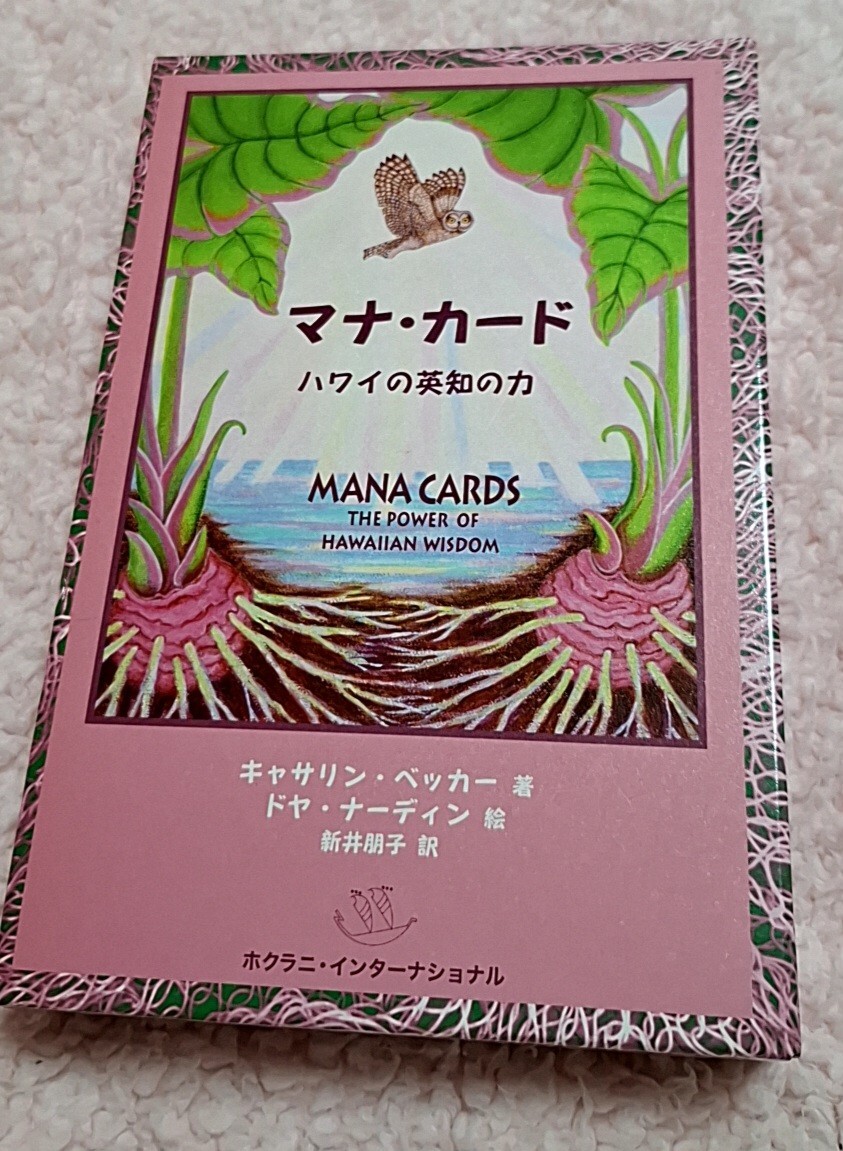 マナ・カード
ハワイの英知の力
MANA CARDS
THE POWER OF
HAWAIIAN WISDOM
キャサリン・ベッカー 著
ドヤ・ナーディン 絵
新井朋子 訳
ホクラニ・インターナショナル